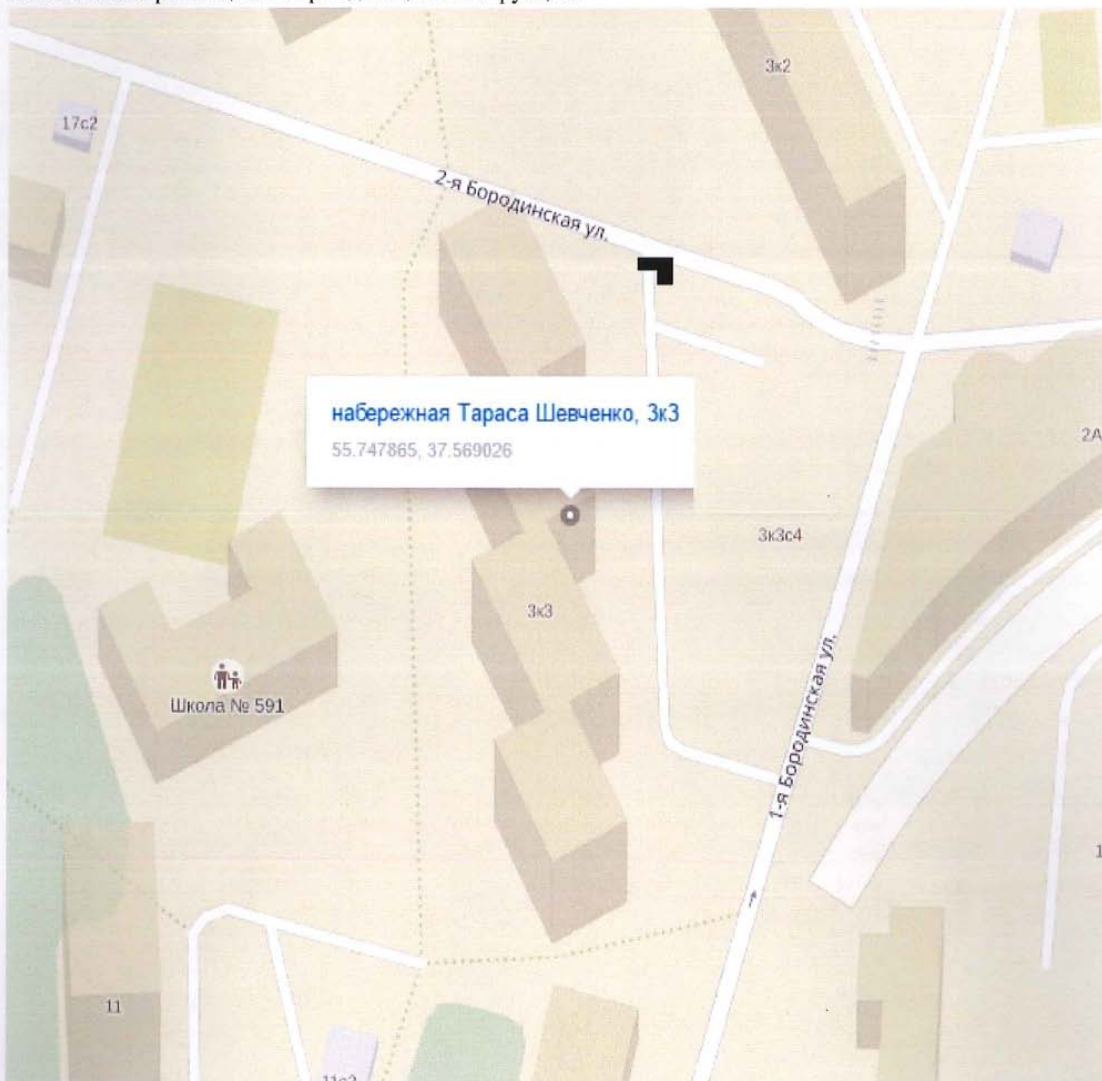 3к2
17с2
2-я Бородинская ул.
набережная Тараса Шевченко, 3к3
55.747865, 37.569026
2А
3к3с4
3к3
Школа № 591
1-я Бородинская ул.
1
11